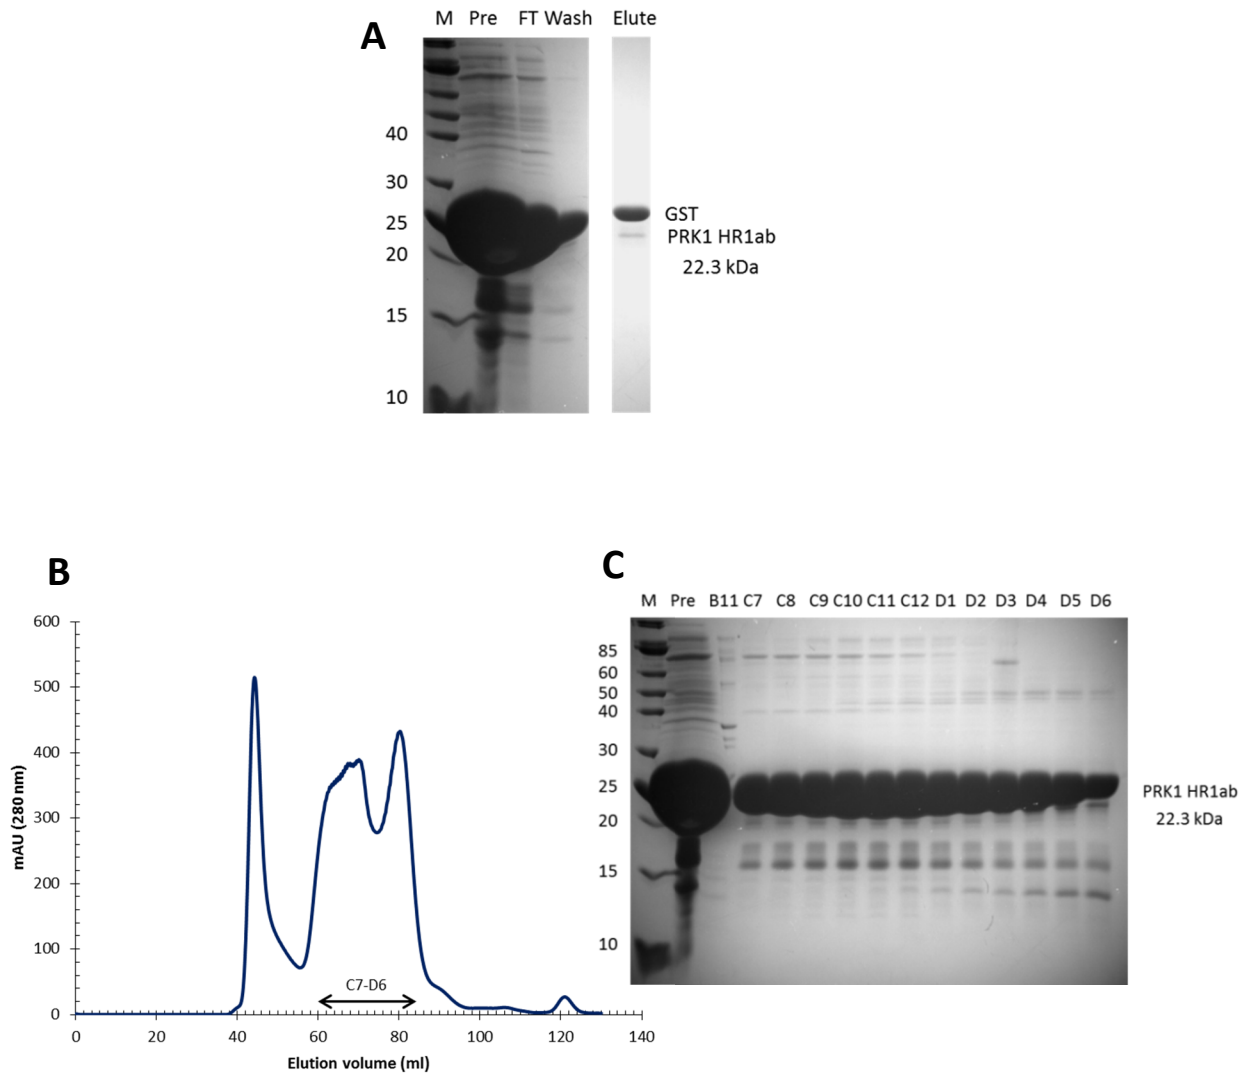 A
M Pre FT Wash Elute
40
30
25
20
15
10
GST
PRK1 HR1ab
22.3 kDa
B
600
500
400
300
200
100
0
mAU (280 nm)
C7-D6
0 20 40 60 80 100 120 140
Elution volume (ml)
C
M Pre B11 C7 C8 C9 C10 C11 C12 D1 D2 D3 D4 D5 D6
85
60
50
40
30
25
20
15
10
PRK1 HR1ab
22.3 kDa